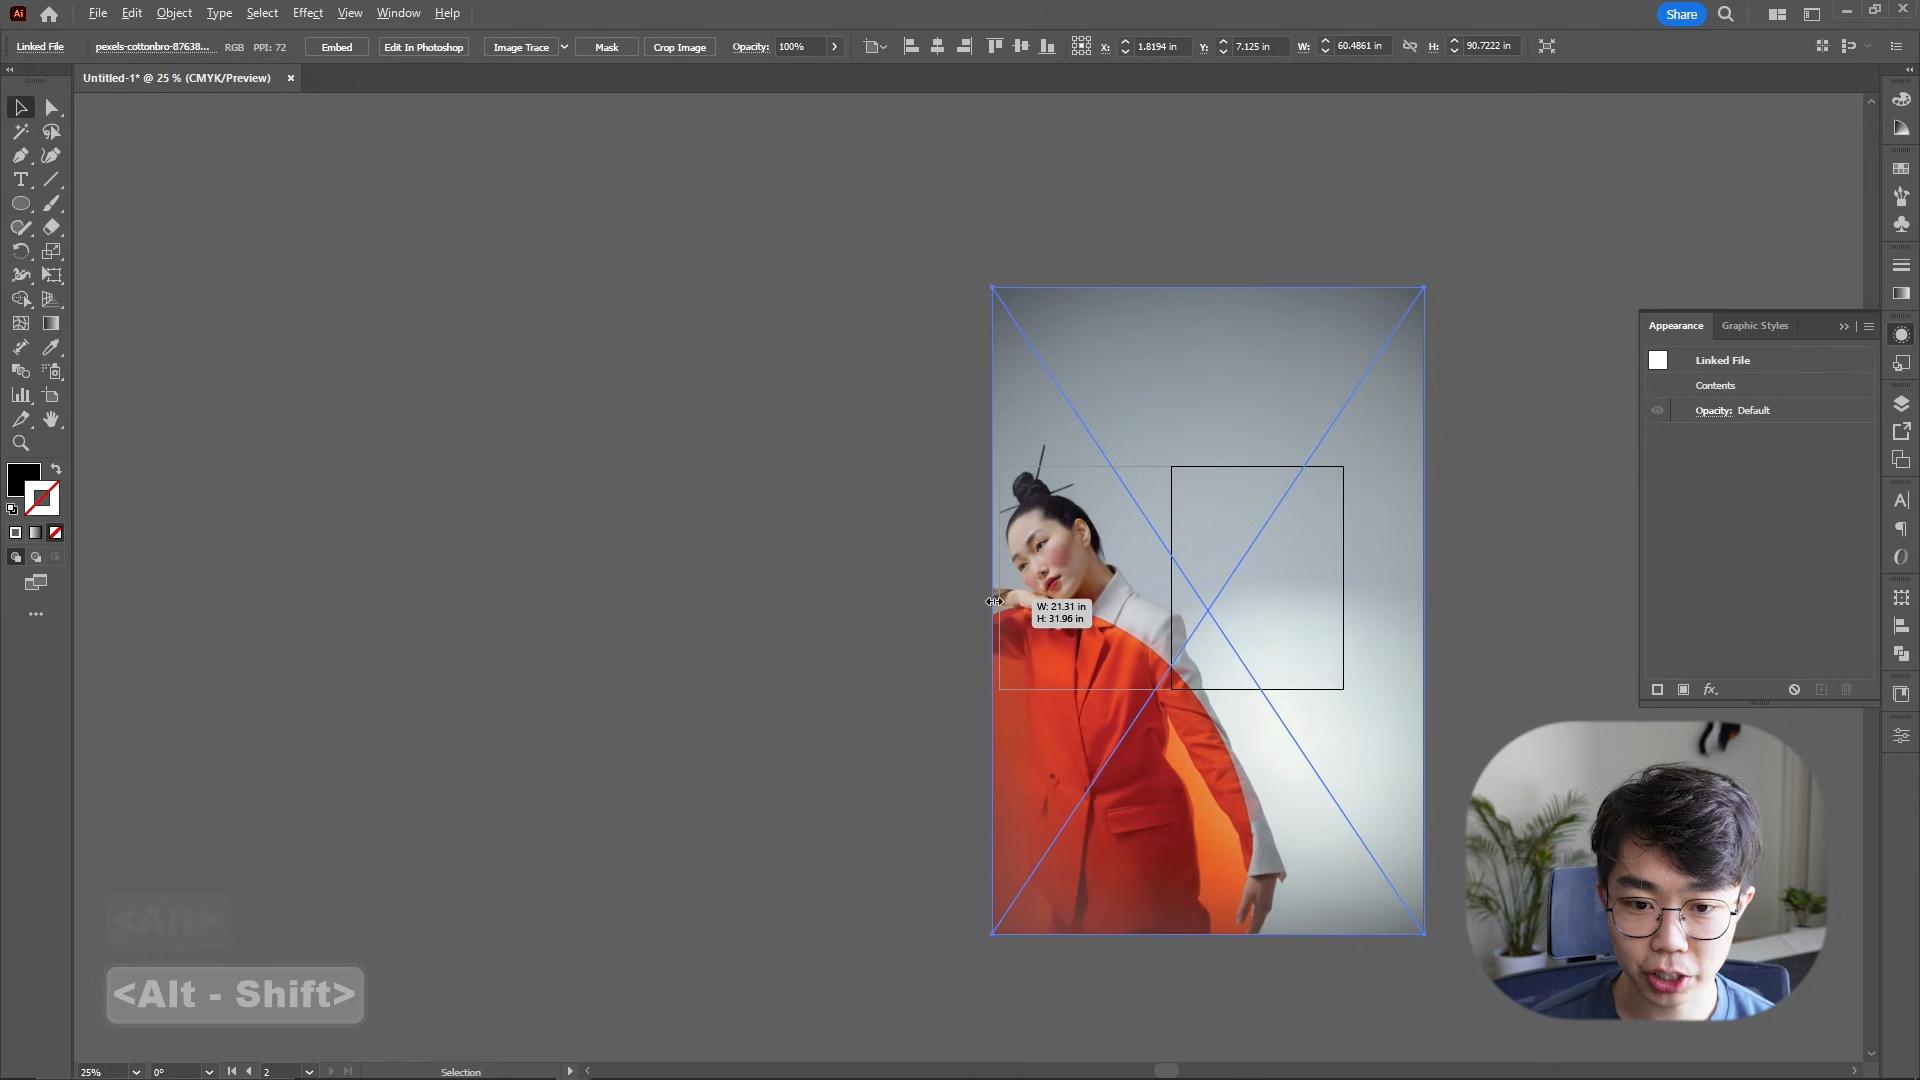 Ai File Edit Object Type Select Effect View Window Help Share
Linked File pexels-cottonbro-87638... RGB PPI: 72 Embed Edit In Photoshop Image Trace Mask Crop Image Opacity: 100% X: 1.8194 in Y: 7.125 in W: 60.4861 in H: 90.7222 in
Untitled-1* @ 25 % (CMYK/Preview)
Appearance Graphic Styles
Linked File
Contents
Opacity: Default
W: 21.31 in
H: 31.96 in
<Alt>
<Alt - Shift>
25% 0° 2 Selection